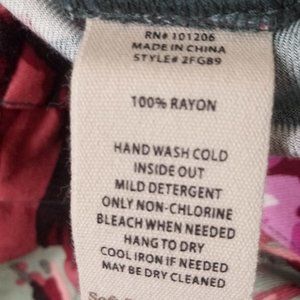 RN# 101206
MADE IN CHINA
STYLE# 2FGB9
100% RAYON
HAND WASH COLD
INSIDE OUT
MILD DETERGENT
ONLY NON-CHLORINE
BLEACH WHEN NEEDED
HANG TO DRY
COOL IRON IF NEEDED
MAY BE DRY CLEANED